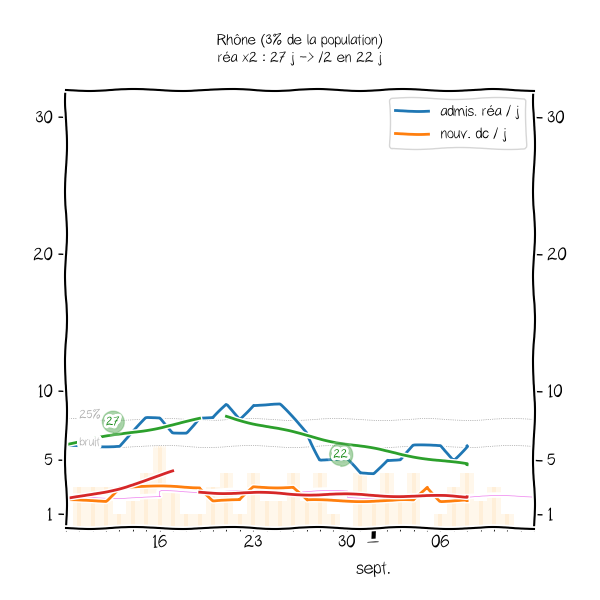 Rhône (3% de la population)
réa x2 : 27 j -> /2 en 22 j
admis. réa / j
nouv. dc / j
30 30
20 20
10 10
25%
27
bruit
22
5 5
1 1
16 23 30 1 06
sept.